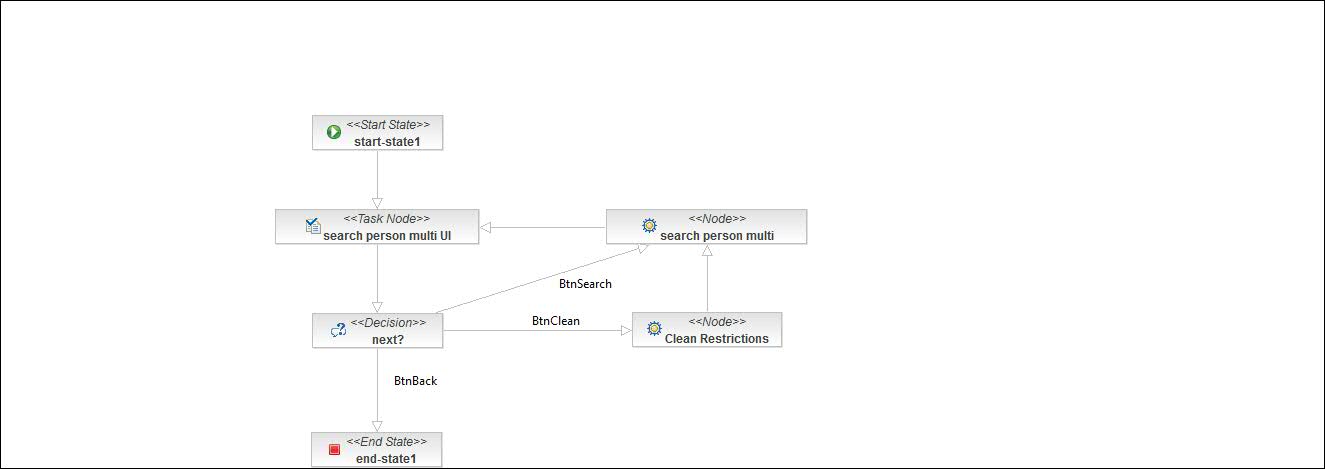 <<Start State>>
start-state1
<<Task Node>>
search person multi UI
<<Node>>
search person multi
BtnSearch
<<Decision>>
next?
BtnClean
<<Node>>
Clean Restrictions
BtnBack
<<End State>>
end-state1